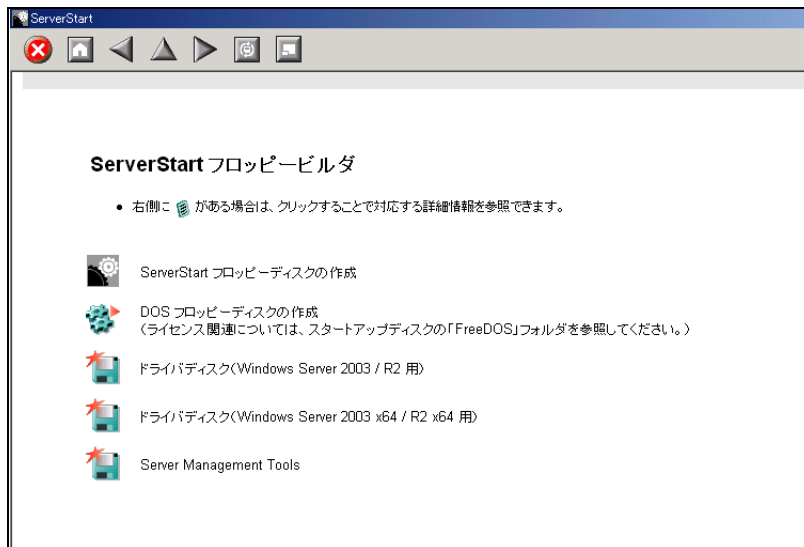 ServerStart
ServerStart フロッピービルダ
• 右側に がある場合は、クリックすることで対応する詳細情報を参照できます。
ServerStart フロッピーディスクの作成
DOS フロッピーディスクの作成
(ライセンス関連については、スタートアップディスクの「FreeDOS」フォルダを参照してください。)
ドライバディスク(Windows Server 2003 / R2 用)
ドライバディスク(Windows Server 2003 x64 / R2 x64 用)
Server Management Tools